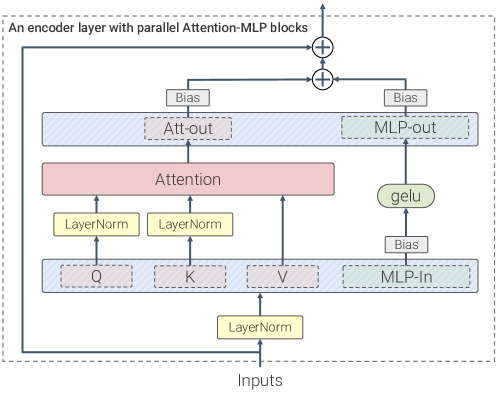 An encoder layer with parallel Attention-MLP blocks
Bias
Bias
Att-out
MLP-out
Attention
gelu
LayerNorm
LayerNorm
Bias
Q
K
V
MLP-In
LayerNorm
Inputs